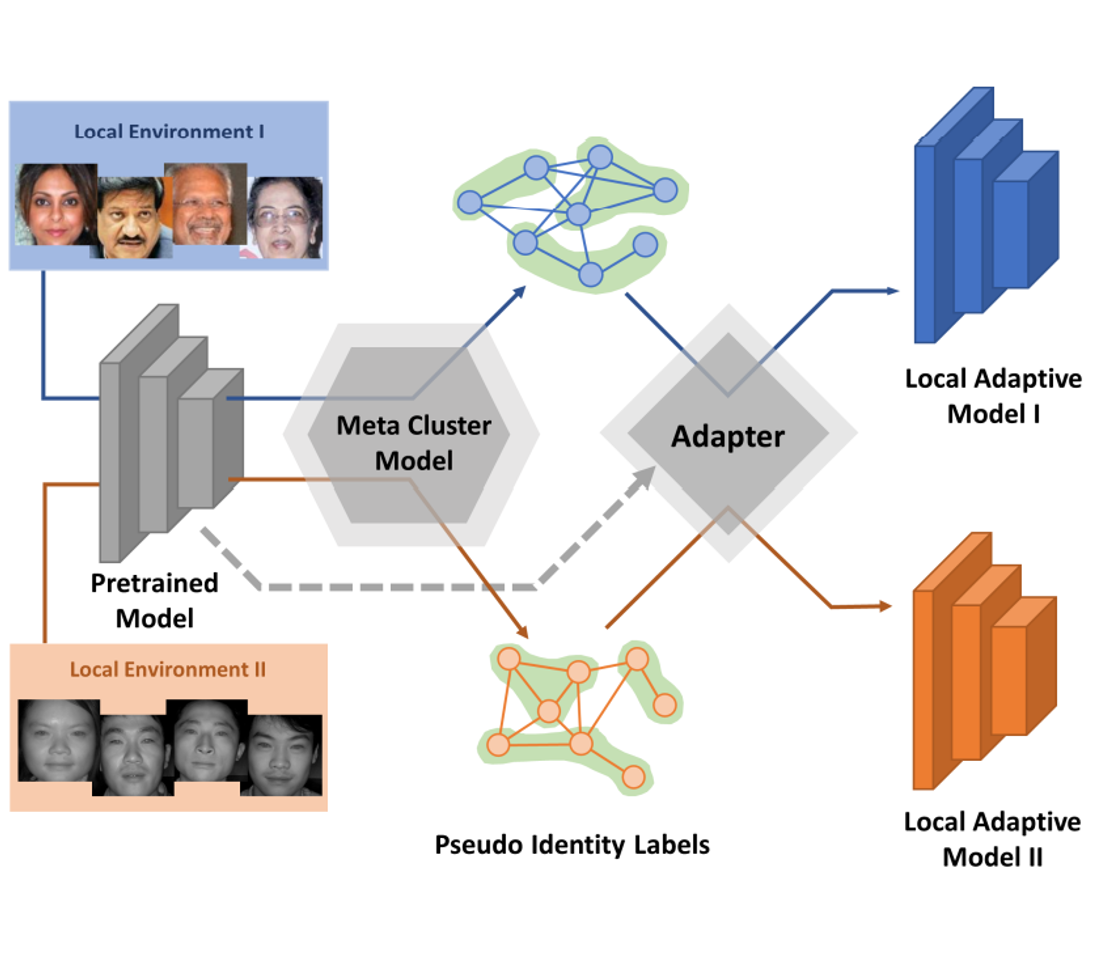 Local Environment I
Meta Cluster
Model
Adapter
Local Adaptive
Model I
Pretrained
Model
Local Environment II
Pseudo Identity Labels
Local Adaptive
Model II